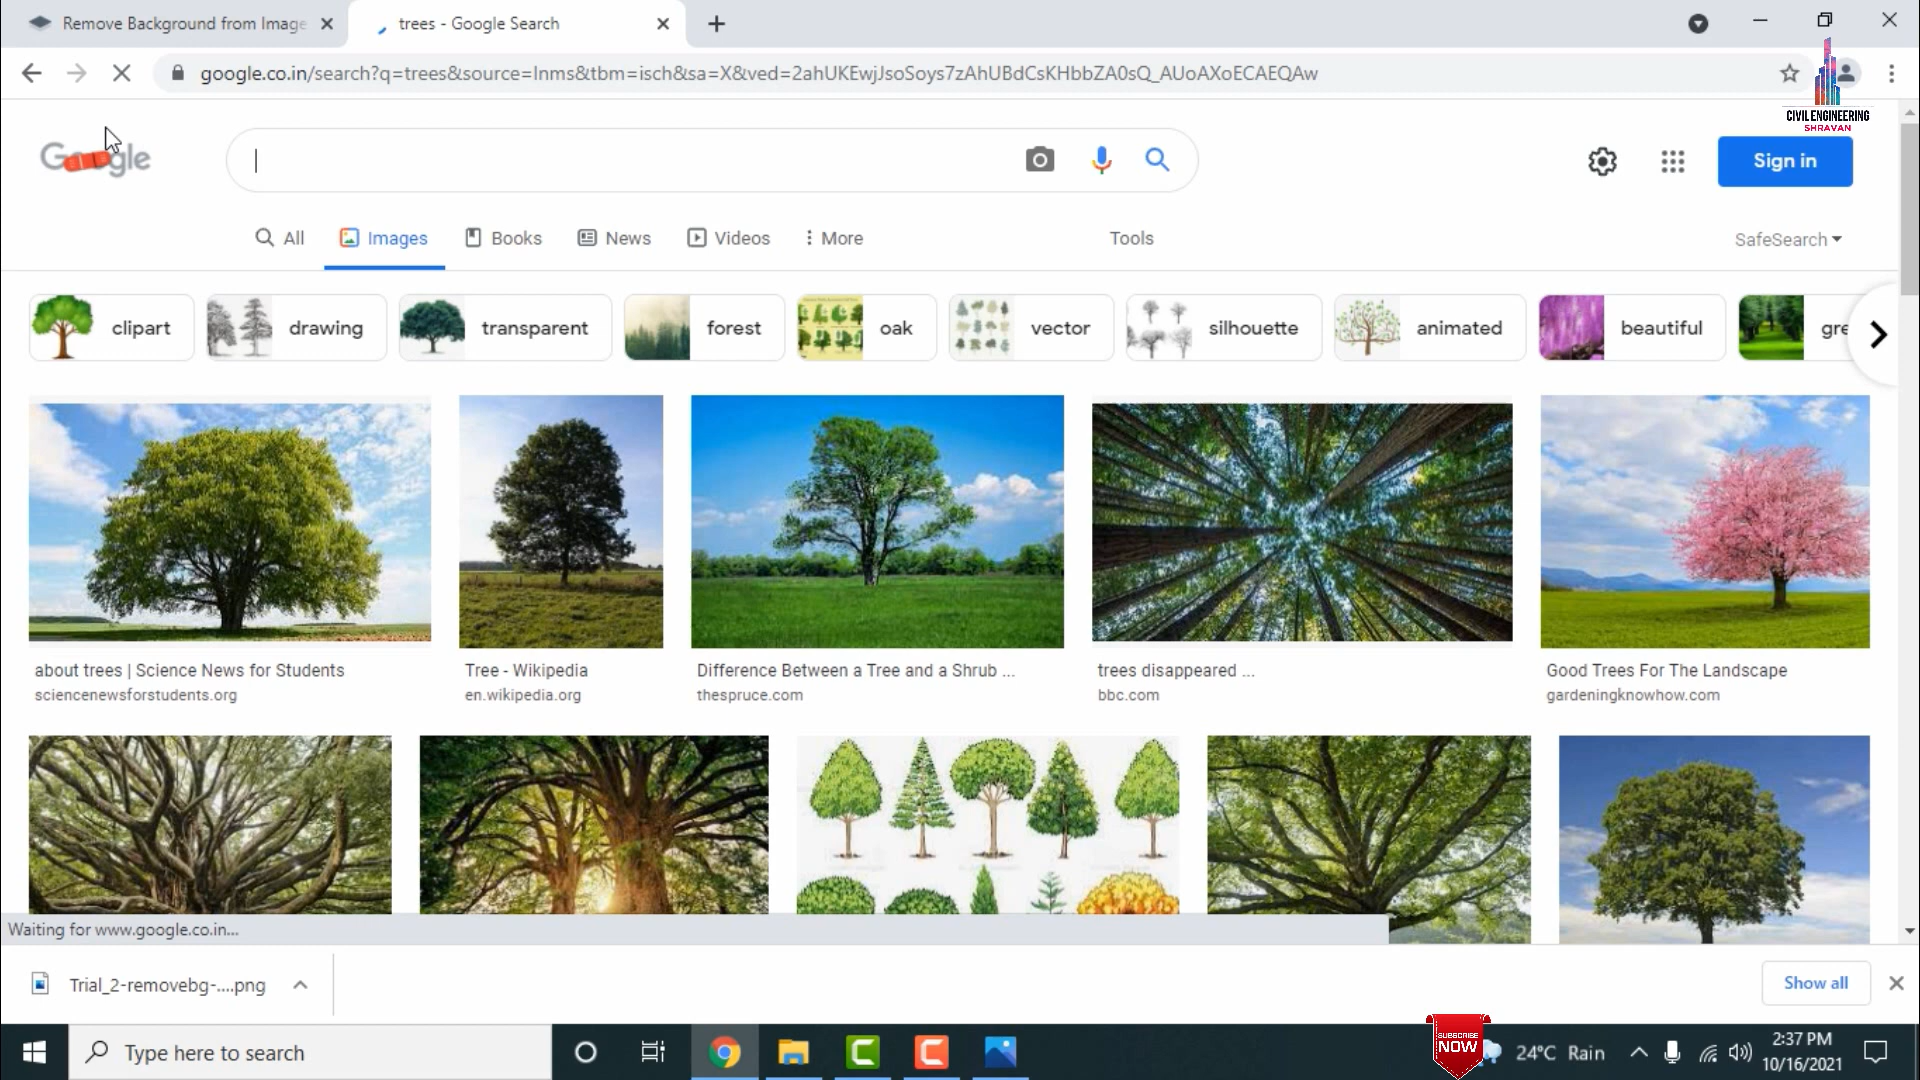 Remove Background from Image
trees - Google Search
google.co.in/search?q=trees&source=lnms&tbm=isch&sa=X&ved=2ahUKEwjJsoSoys7zAhUBdCsKHbbZA0sQ_AUoAXoECAEQAw
CIVIL ENGINEERING
SHRAVAN
Google
Sign in
All
Images
Books
News
Videos
More
Tools
SafeSearch
clipart
drawing
transparent
forest
oak
vector
silhouette
animated
beautiful
gre
about trees | Science News for Students
sciencenewsforstudents.org
Tree - Wikipedia
en.wikipedia.org
Difference Between a Tree and a Shrub ...
thespruce.com
trees disappeared ...
bbc.com
Good Trees For The Landscape
gardeningknowhow.com
Waiting for www.google.co.in...
Trial_2-removebg-....png
Show all
Type here to search
SUBSCRIBE
NOW
24°C Rain
2:37 PM
10/16/2021